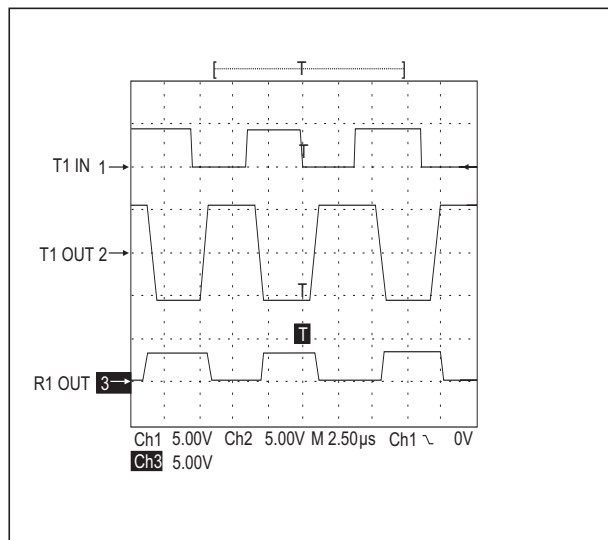 [ T ]
T1 IN 1
T
T1 OUT 2
T
T
R1 OUT 3
Ch1 5.00V Ch2 5.00V M 2.50µs Ch1 0V
Ch3 5.00V